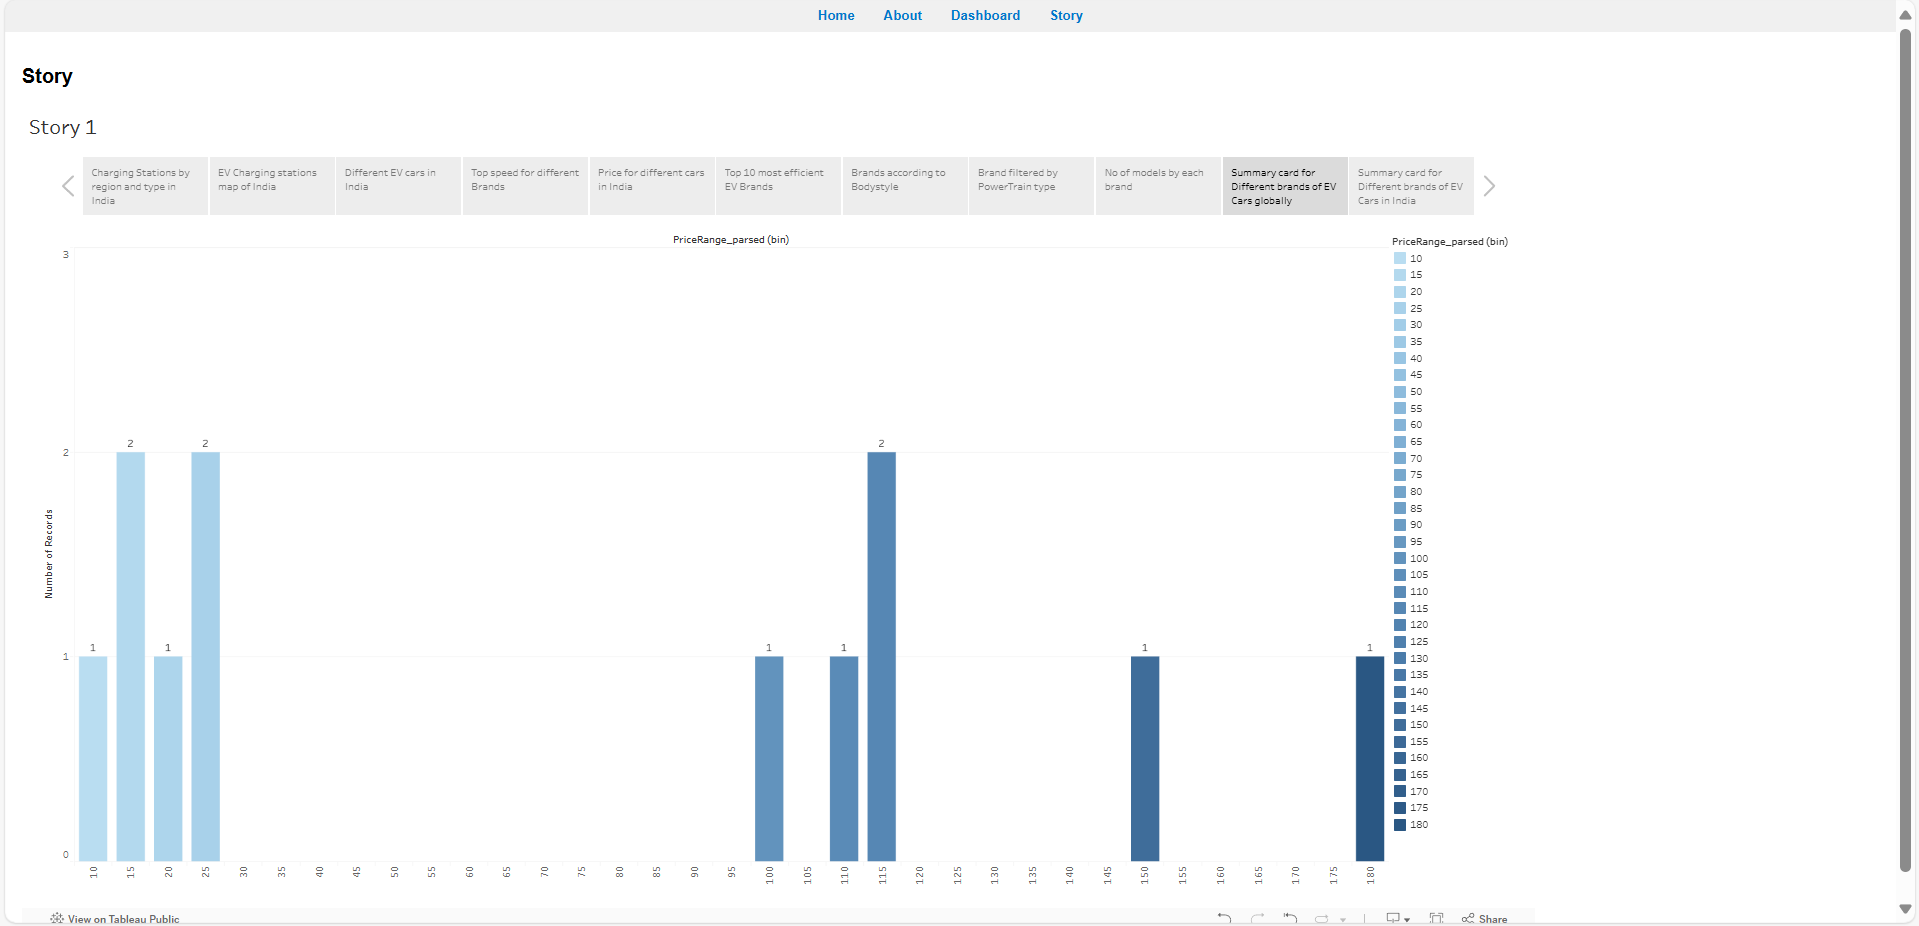 Home About Dashboard Story
Story
Story 1
Charging Stations by
region and type in
India
EV Charging stations
map of India
Different EV cars in
India
Top speed for different
Brands
Price for different cars
in India
Top 10 most efficient
EV Brands
Brands according to
Bodystyle
Brand filtered by
PowerTrain type
No of models by each
brand
Summary card for
Different brands of EV
Cars globally
Summary card for
Different brands of EV
Cars in India
PriceRange_parsed (bin)
3
2
1
0
Number of Records
1
2
1
2
1
1
2
1
1
10
15
20
25
30
35
40
45
50
55
60
65
70
75
80
85
90
95
100
105
110
115
120
125
130
135
140
145
150
155
160
165
170
175
180
PriceRange_parsed (bin)
10
15
20
25
30
35
40
45
50
55
60
65
70
75
80
85
90
95
100
105
110
115
120
125
130
135
140
145
150
155
160
165
170
175
180
View on Tableau Public
Share